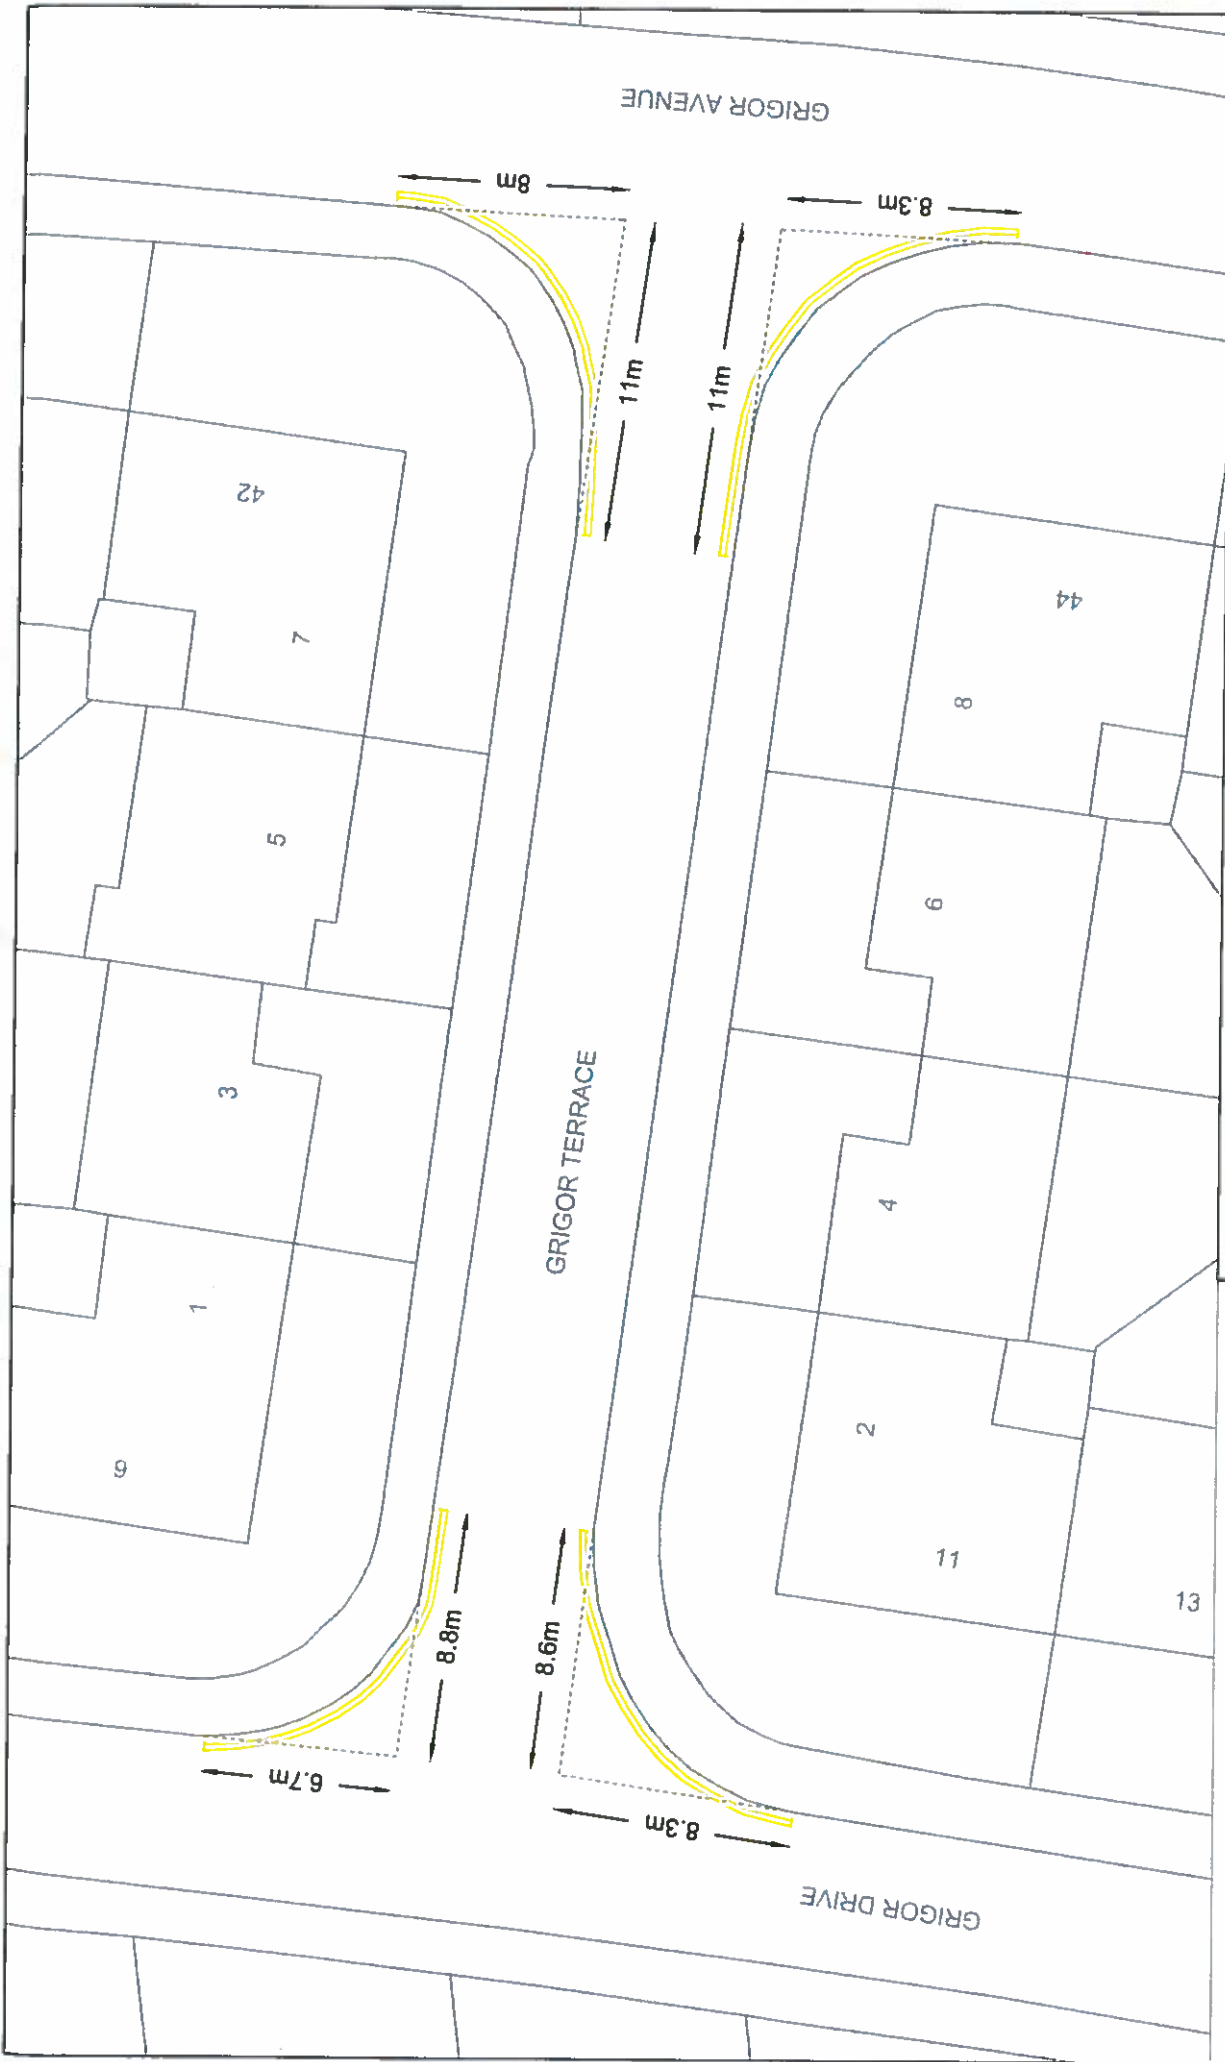 GRIGOR AVENUE
8m
8.3m
11m
11m
42
7
44
8
5
6
3
GRIGOR TERRACE
4
1
2
9
11
13
8.8m
8.6m
6.7m
8.3m
GRIGOR DRIVE